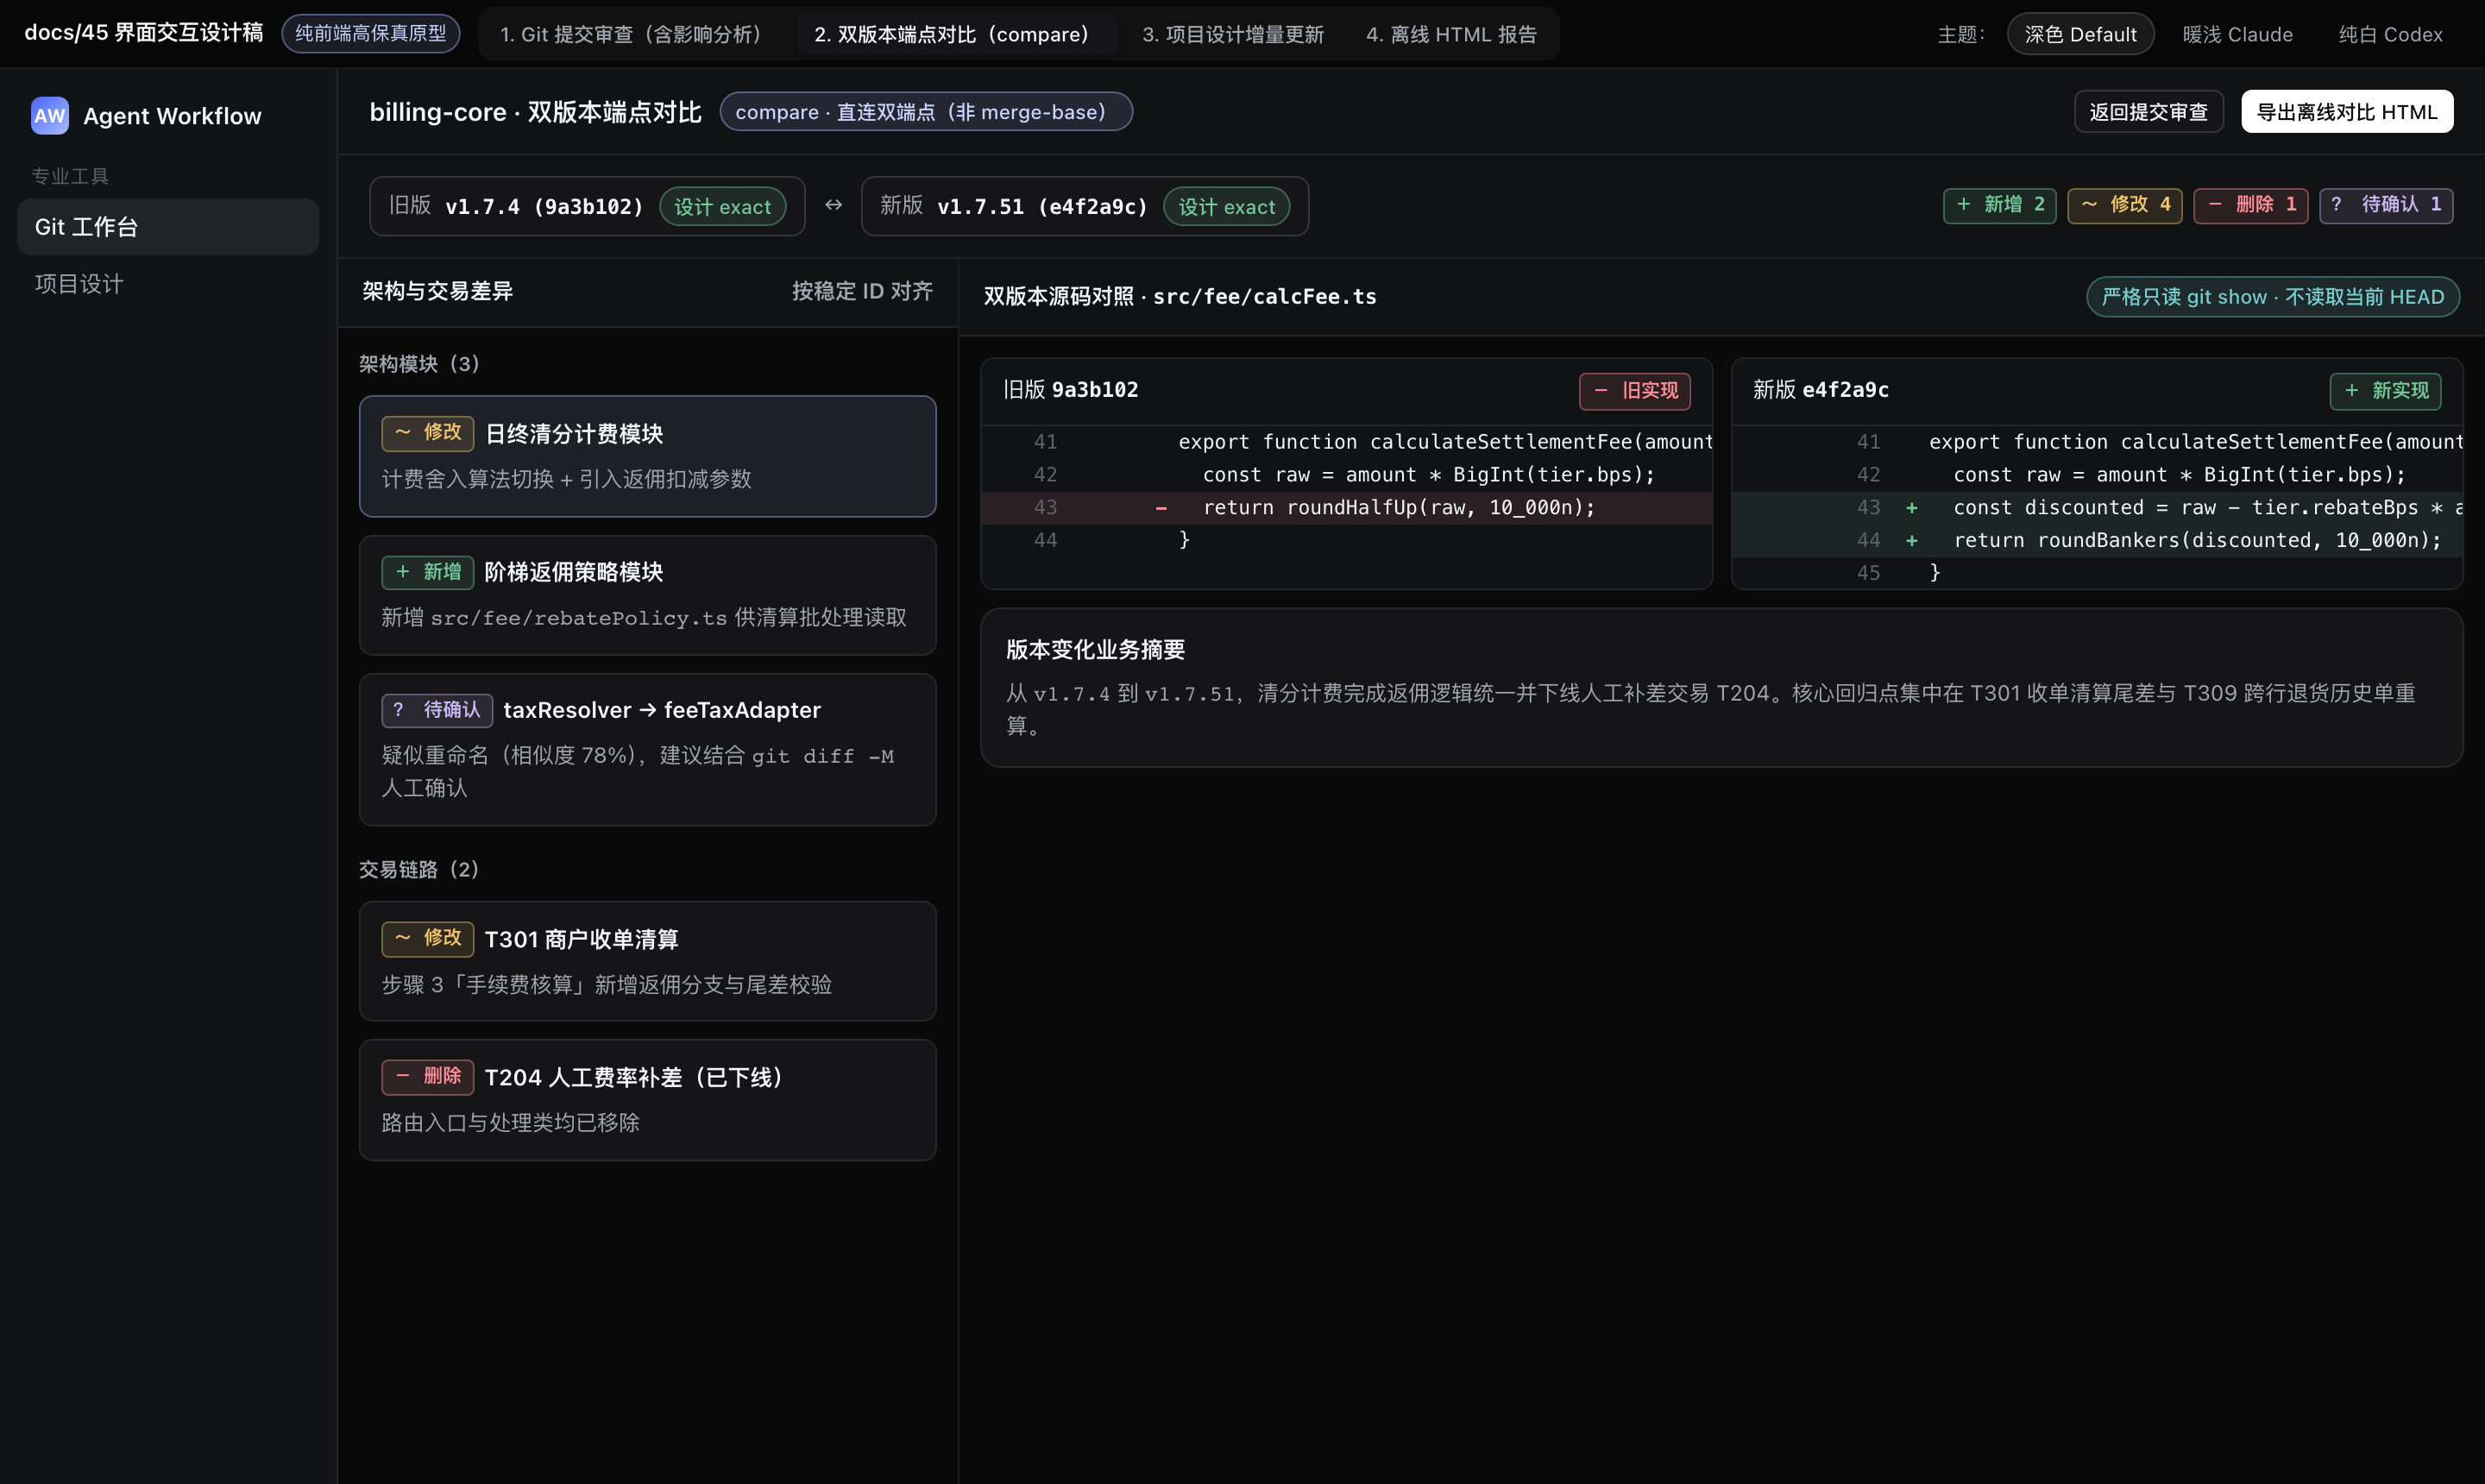 docs/45 界面交互设计稿
纯前端高保真原型
1. Git 提交审查（含影响分析）
2. 双版本端点对比（compare）
3. 项目设计增量更新
4. 离线 HTML 报告
主题：
深色 Default
暖浅 Claude
纯白 Codex
AW Agent Workflow
专业工具
Git 工作台
项目设计
billing-core · 双版本端点对比
compare · 直连双端点（非 merge-base）
返回提交审查
导出离线对比 HTML
旧版 v1.7.4 (9a3b102) 设计 exact
↔
新版 v1.7.51 (e4f2a9c) 设计 exact
+ 新增 2
~ 修改 4
− 删除 1
? 待确认 1
架构与交易差异
按稳定 ID 对齐
架构模块（3）
~ 修改 日终清分计费模块
计费舍入算法切换 + 引入返佣扣减参数
+ 新增 阶梯返佣策略模块
新增 src/fee/rebatePolicy.ts 供清算批处理读取
? 待确认 taxResolver → feeTaxAdapter
疑似重命名（相似度 78%），建议结合 git diff -M
人工确认
交易链路（2）
~ 修改 T301 商户收单清算
步骤 3「手续费核算」新增返佣分支与尾差校验
− 删除 T204 人工费率补差（已下线）
路由入口与处理类均已移除
双版本源码对照 · src/fee/calcFee.ts
严格只读 git show · 不读取当前 HEAD
旧版 9a3b102
− 旧实现
41 export function calculateSettlementFee(amount
42 const raw = amount * BigInt(tier.bps);
43 − return roundHalfUp(raw, 10_000n);
44 }
新版 e4f2a9c
+ 新实现
41 export function calculateSettlementFee(amount
42 const raw = amount * BigInt(tier.bps);
43 + const discounted = raw − tier.rebateBps * a
44 + return roundBankers(discounted, 10_000n);
45 }
版本变化业务摘要
从 v1.7.4 到 v1.7.51，清分计费完成返佣逻辑统一并下线人工补差交易 T204。核心回归点集中在 T301 收单清算尾差与 T309 跨行退货历史单重
算。